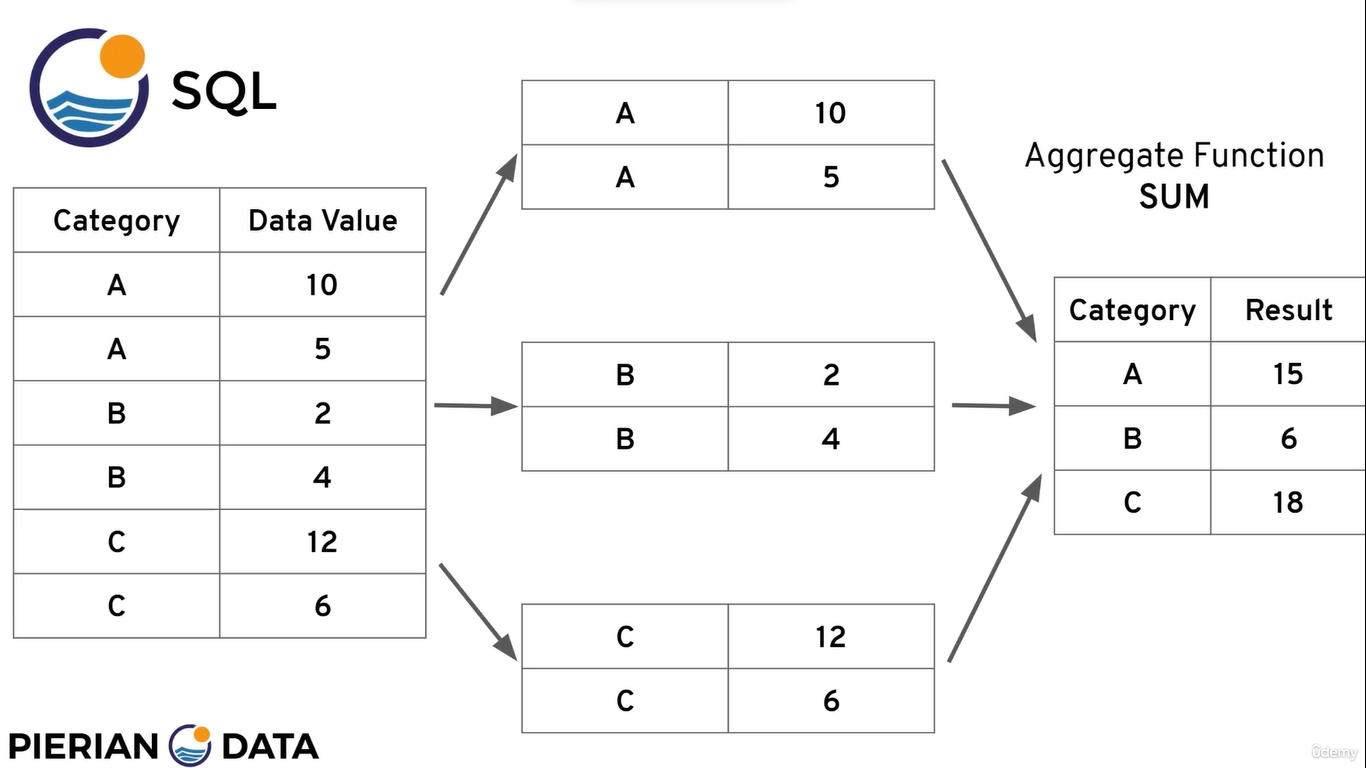 SQL
Category Data Value
A 10
A 5
B 2
B 4
C 12
C 6
A 10
A 5
B 2
B 4
C 12
C 6
Aggregate Function
SUM
Category Result
A 15
B 6
C 18
PIERIAN DATA
ûdemy